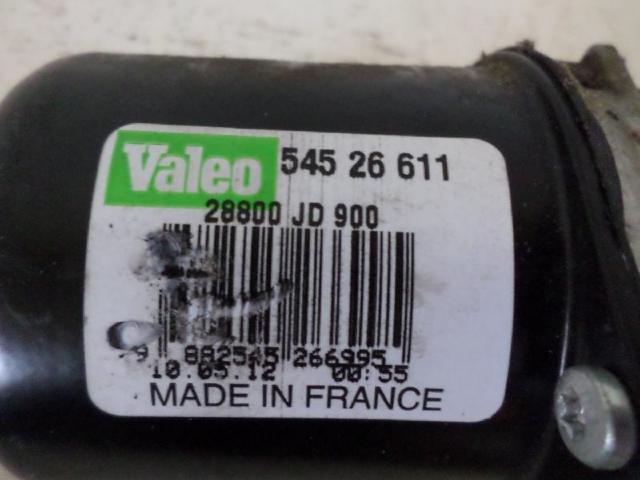 Valeo 545 26 611
28800 JD 900
9 882545 266995
10.05.12 00:55
MADE IN FRANCE